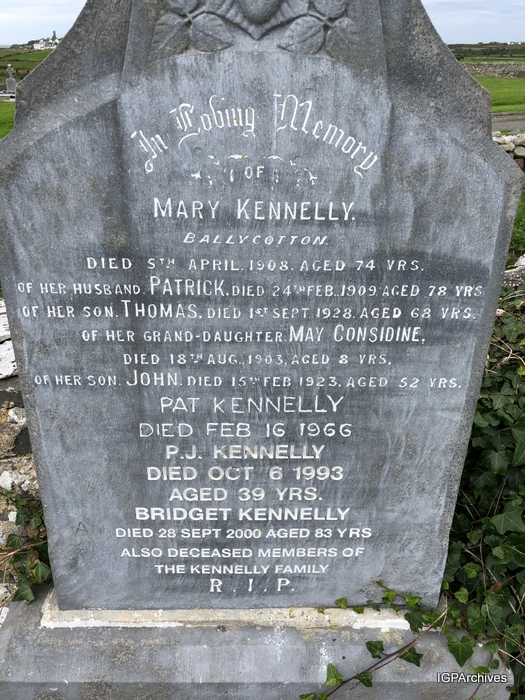 In Loving Memory
OF
MARY KENNELLY.
BALLYCOTTON.
DIED 5TH APRIL, 1908, AGED 74 YRS.
OF HER HUSBAND, PATRICK, DIED 24TH FEB. 1909 AGED 78 YRS
OF HER SON, THOMAS, DIED 1ST SEPT. 1928, AGED 68 YRS.
OF HER GRAND-DAUGHTER, MAY CONSIDINE,
DIED 18TH AUG, 1903, AGED 8 YRS,
OF HER SON, JOHN, DIED 15TH FEB 1923, AGED 52 YRS.
PAT KENNELLY
DIED FEB 16 1966
P.J. KENNELLY
DIED OCT 6 1993
AGED 39 YRS.
BRIDGET KENNELLY
DIED 28 SEPT 2000 AGED 83 YRS
ALSO DECEASED MEMBERS OF
THE KENNELLY FAMILY
R.I.P.
IGPArchives